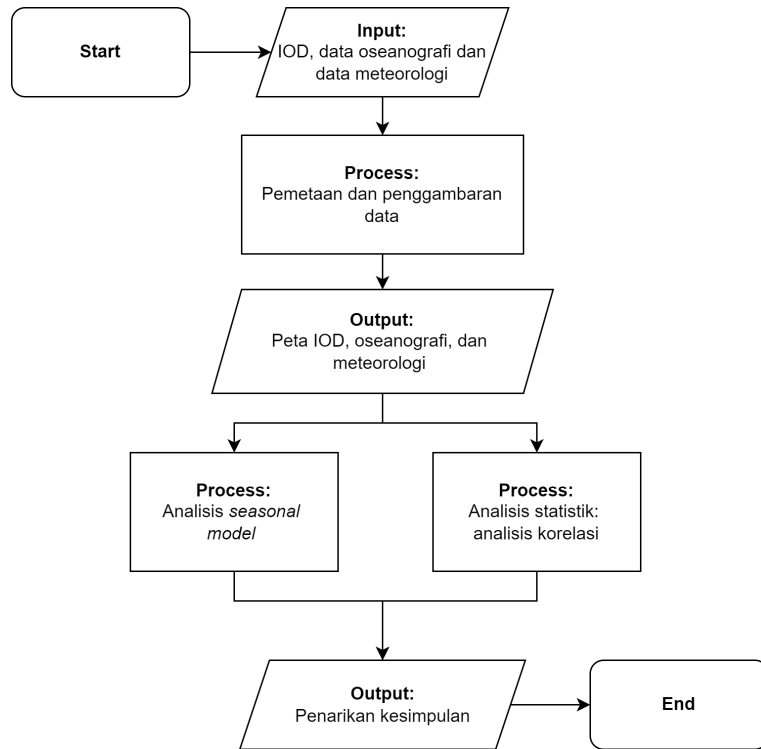 Start
Input:
IOD, data oseanografi dan
data meteorologi
Process:
Pemetaan dan penggambaran
data
Output:
Peta IOD, oseanografi, dan
meteorologi
Process:
Analisis seasonal
model
Process:
Analisis statistik:
analisis korelasi
Output:
Penarikan kesimpulan
End